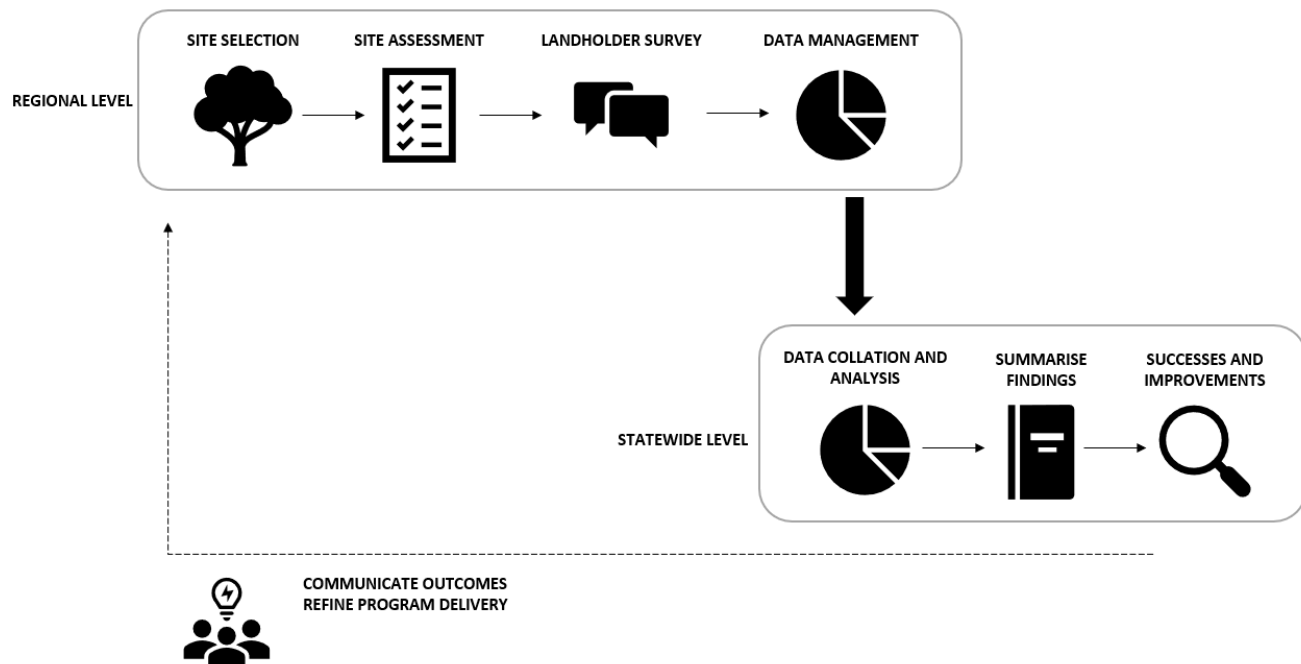 SITE SELECTION
SITE ASSESSMENT
LANDHOLDER SURVEY
DATA MANAGEMENT
REGIONAL LEVEL
DATA COLLATION AND
ANALYSIS
SUMMARISE
FINDINGS
SUCCESSES AND
IMPROVEMENTS
STATEWIDE LEVEL
COMMUNICATE OUTCOMES
REFINE PROGRAM DELIVERY